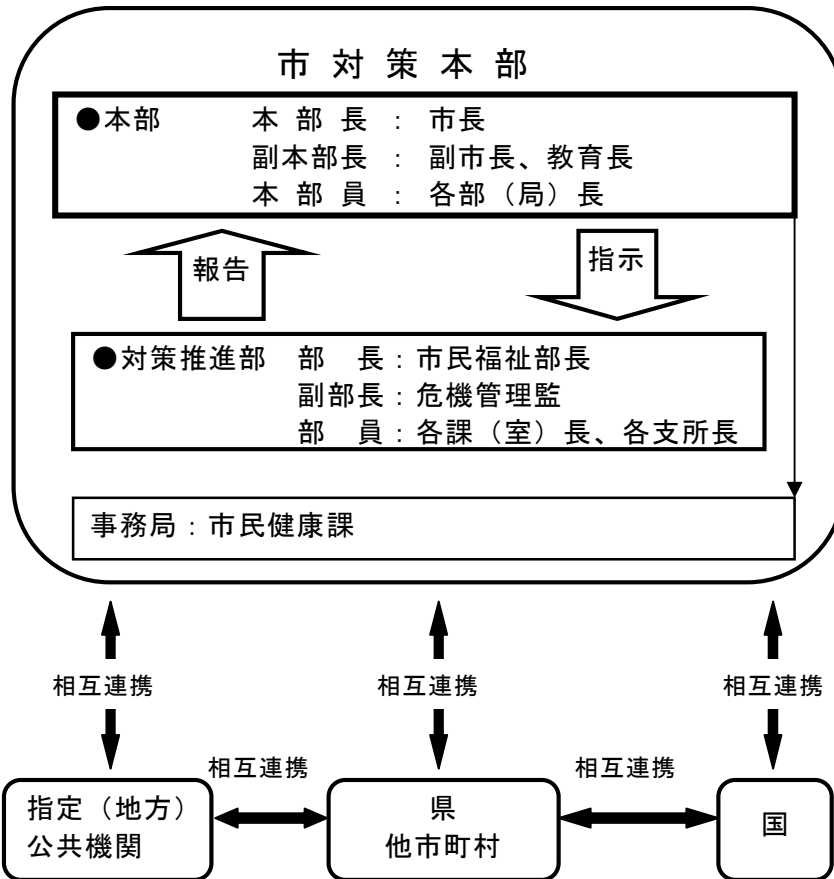 市 対 策 本 部
●本部 本 部 長 : 市長
副本部長 : 副市長、教育長
本 部 員 : 各部（局）長
報告
指示
●対策推進部 部 長：市民福祉部長
副部長：危機管理監
部 員：各課（室）長、各支所長
事務局：市民健康課
相互連携
相互連携
相互連携
相互連携
相互連携
指定（地方）
公共機関
県
他市町村
国